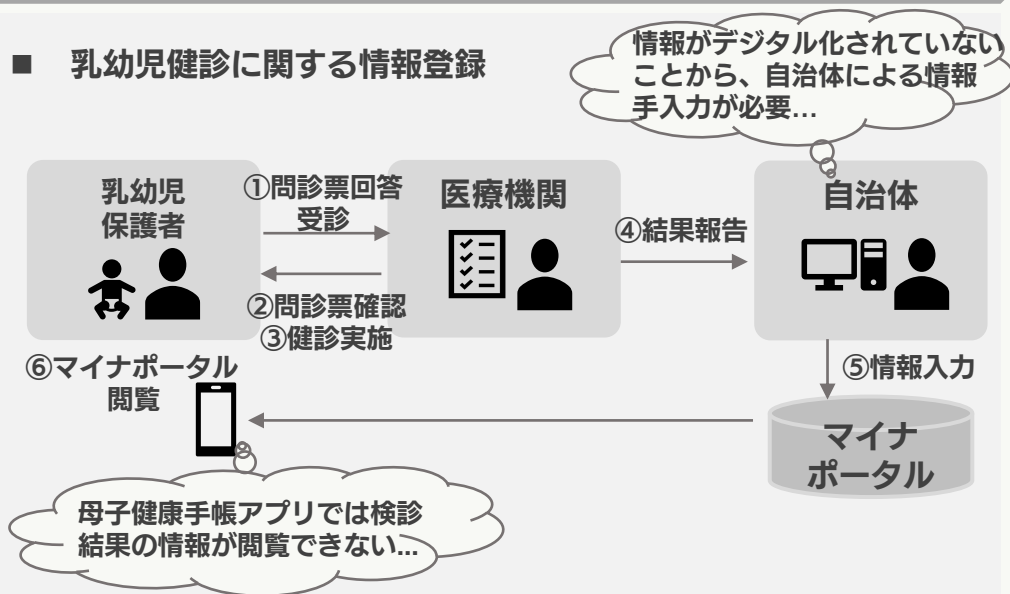 ■ 乳幼児健診に関する情報登録
情報がデジタル化されていない
ことから、自治体による情報
手入力が必要…
乳幼児
保護者
①問診票回答
受診
②問診票確認
③健診実施
医療機関
④結果報告
自治体
⑤情報入力
マイナ
ポータル
⑥マイナポータル
閲覧
母子健康手帳アプリでは検診
結果の情報が閲覧できない...